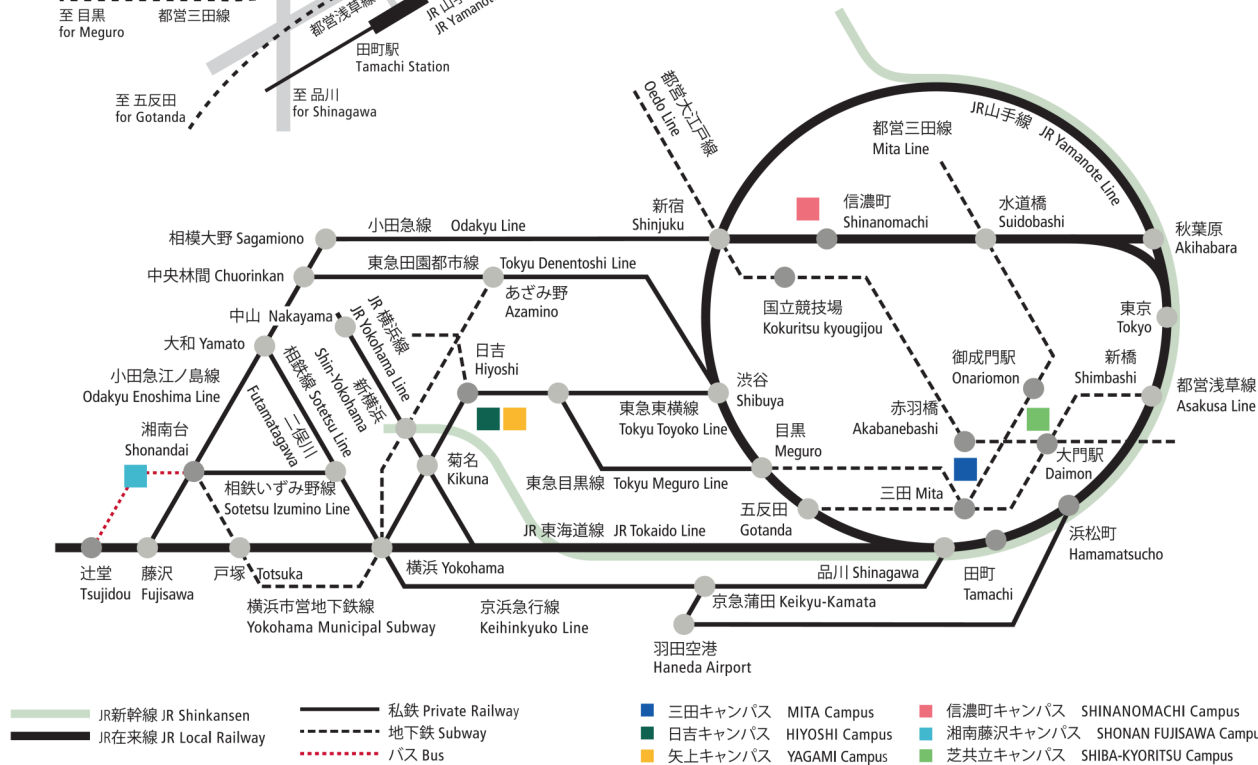 至 目黒
for Meguro
都営三田線
都営浅草線
JR 山手
JR Yamanote
田町駅
Tamachi Station
至 五反田
for Gotanda
至 品川
for Shinagawa
都営大江戸線
Oedo Line
都営三田線
Mita Line
JR山手線 JR Yamanote Line
新宿
Shinjuku
信濃町
Shinanomachi
水道橋
Suidobashi
秋葉原
Akihabara
相模大野 Sagamiono
小田急線 Odakyu Line
中央林間 Chuorinkan
東急田園都市線 Tokyu Denentoshi Line
あざみ野
Azamino
国立競技場
Kokuritsu kyougijou
東京
Tokyo
中山 Nakayama
JR 横浜線
JR Yokohama Line
大和 Yamato
日吉
Hiyoshi
御成門駅
Onariomon
新橋
Shimbashi
小田急江ノ島線
Odakyu Enoshima Line
相鉄線 Sotetsu Line
新横浜
Shin-Yokohama
二俣川
Futamatagawa
渋谷
Shibuya
都営浅草線
Asakusa Line
東急東横線
Tokyu Toyoko Line
赤羽橋
Akabanebashi
湘南台
Shonandai
目黒
Meguro
大門駅
Daimon
菊名
Kikuna
相鉄いずみ野線
Sotetsu Izumino Line
東急目黒線 Tokyu Meguro Line
三田 Mita
五反田
Gotanda
JR 東海道線 JR Tokaido Line
浜松町
Hamamatsucho
辻堂
Tsujidou
藤沢
Fujisawa
戸塚 Totsuka
横浜 Yokohama
品川 Shinagawa
田町
Tamachi
横浜市営地下鉄線
Yokohama Municipal Subway
京浜急行線
Keihinkyuko Line
京急蒲田 Keikyu-Kamata
羽田空港
Haneda Airport
JR新幹線 JR Shinkansen
JR在来線 JR Local Railway
私鉄 Private Railway
地下鉄 Subway
バス Bus
三田キャンパス MITA Campus
日吉キャンパス HIYOSHI Campus
矢上キャンパス YAGAMI Campus
信濃町キャンパス SHINANOMACHI Campus
湘南藤沢キャンパス SHONAN FUJISAWA Campu
芝共立キャンパス SHIBA-KYORITSU Campus